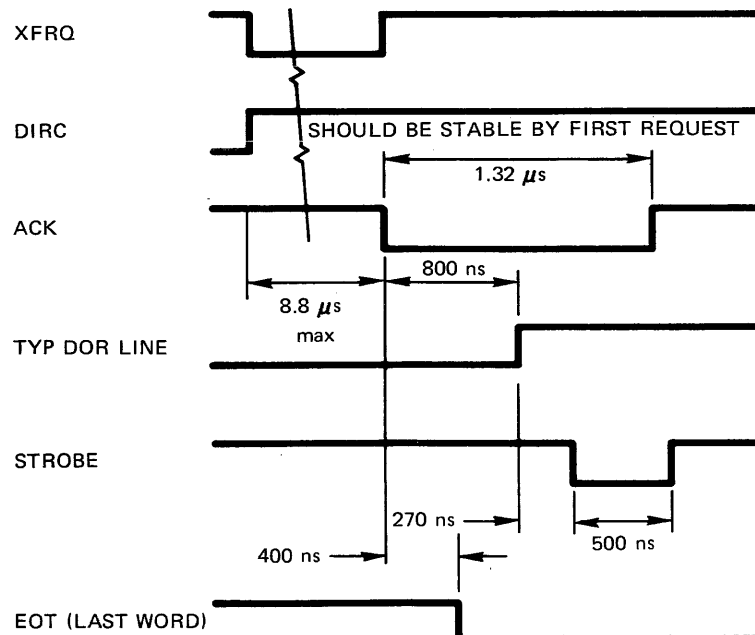 XFRQ
DIRC
SHOULD BE STABLE BY FIRST REQUEST
1.32 μs
ACK
800 ns
8.8 μs
max
TYP DOR LINE
STROBE
270 ns
500 ns
400 ns
EOT (LAST WORD)